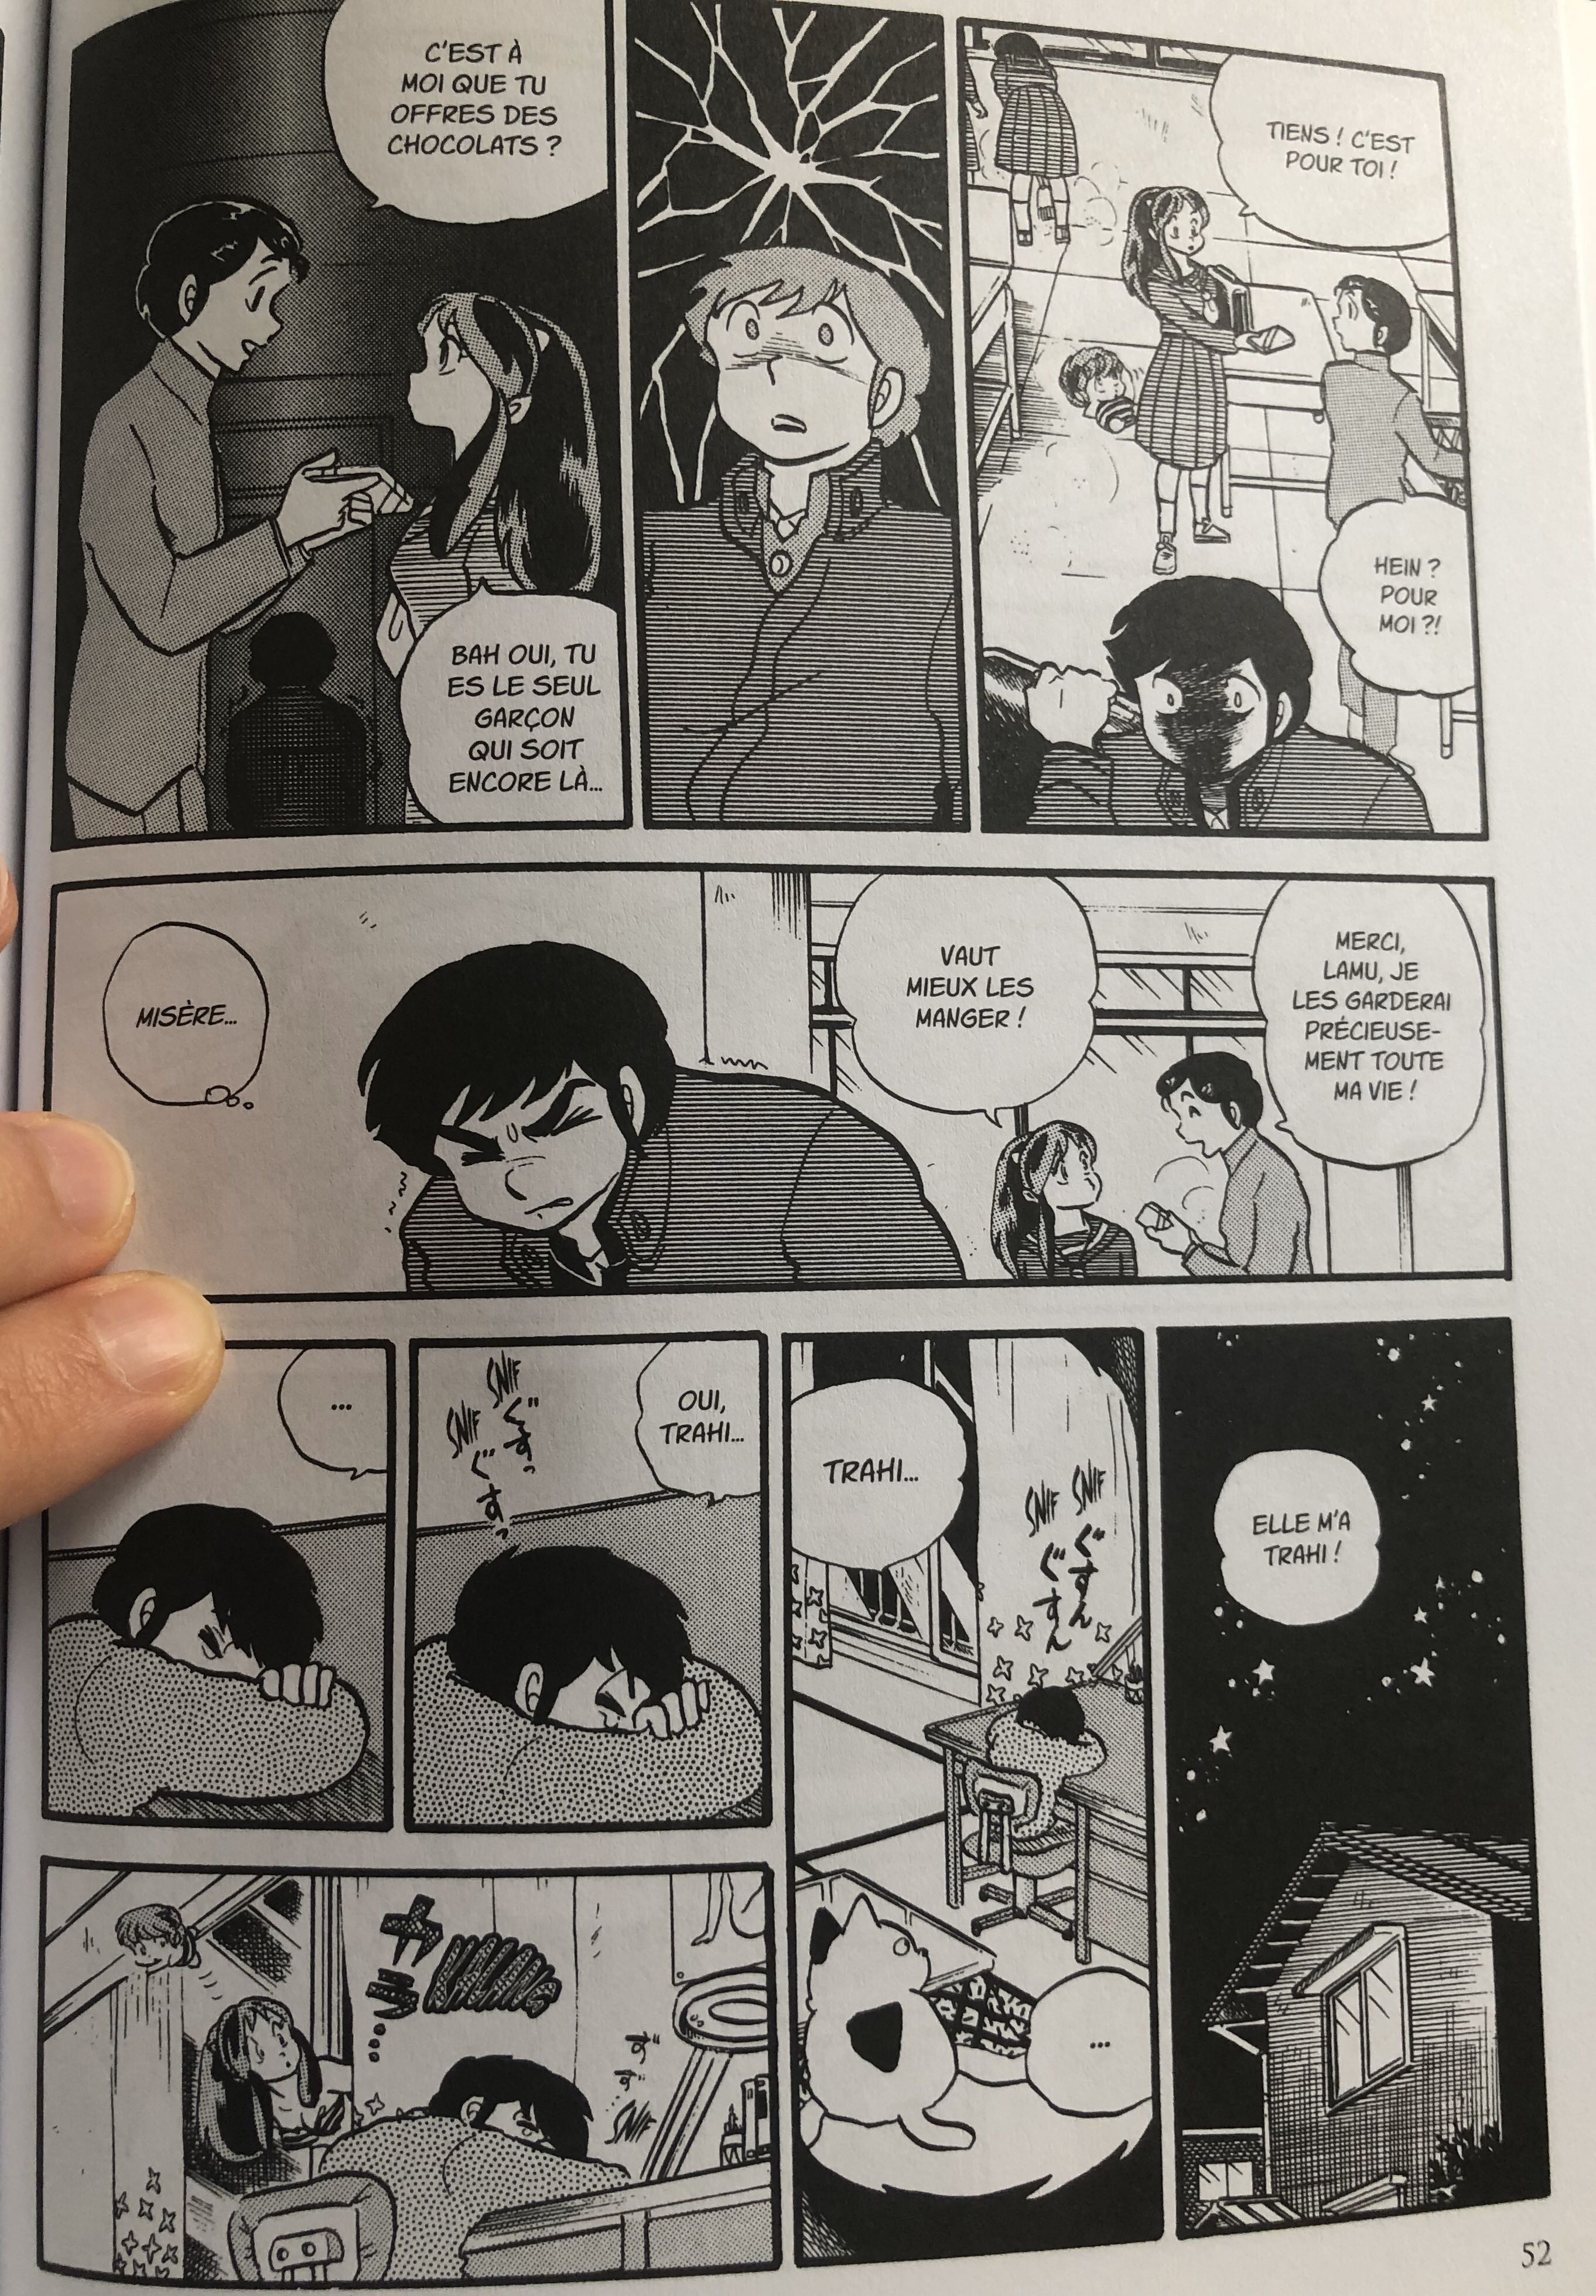 TIENS ! C'EST
POUR TOI !
HEIN ?
POUR
MOI ?!
C'EST À
MOI QUE TU
OFFRES DES
CHOCOLATS ?
BAH OUI, TU
ES LE SEUL
GARÇON
QUI SOIT
ENCORE LÀ...
MERCI,
LAMU, JE
LES GARDERAI
PRÉCIEUSE-
MENT TOUTE
MA VIE !
VAUT
MIEUX LES
MANGER !
MISÈRE...
ELLE M'A
TRAHI !
TRAHI...
SNIF
ぐすん
SNIF
ぐすん
...
OUI,
TRAHI...
SNIF
ぐすっ
SNIF
ぐすっ
...
カラ...
SNIF
52